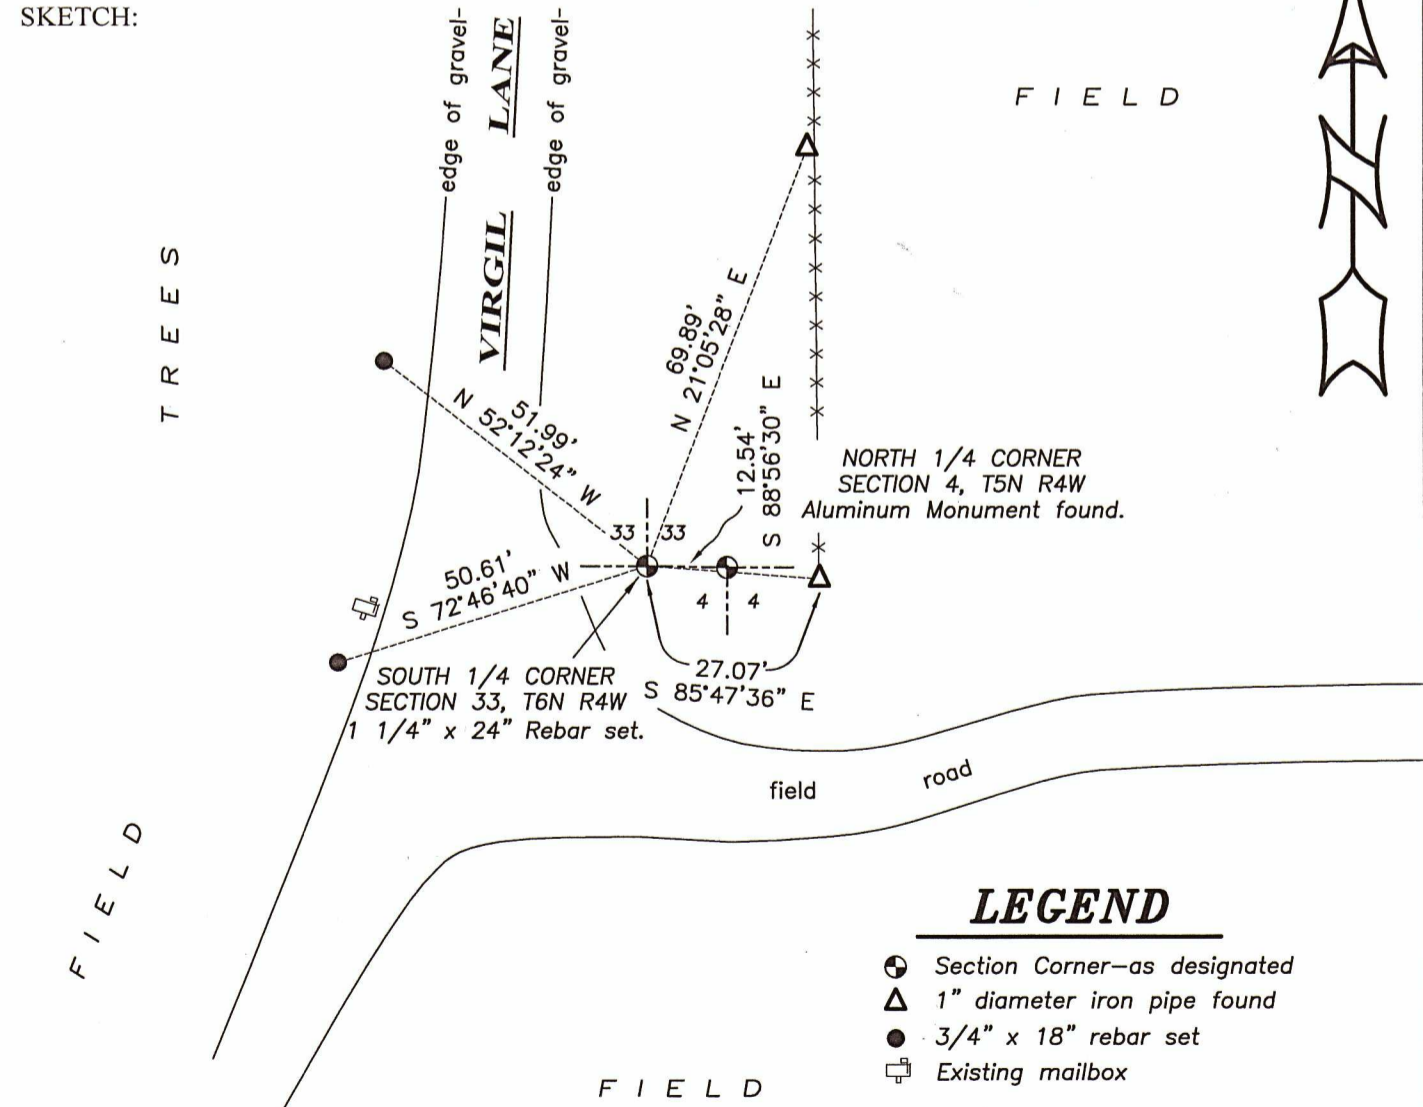 SKETCH:
edge of gravel-
VIRGIL LANE
edge of gravel-
FIELD
N
TREES
69.89'
N 21°05'28" E
51.99'
N 52°12'24" W
12.54'
S 88°56'30" E
NORTH 1/4 CORNER
SECTION 4, T5N R4W
Aluminum Monument found.
33 33
50.61'
S 72°46'40" W
4 4
27.07'
S 85°47'36" E
SOUTH 1/4 CORNER
SECTION 33, T6N R4W
1 1/4" x 24" Rebar set.
field road
FIELD
LEGEND
Section Corner-as designated
1" diameter iron pipe found
3/4" x 18" rebar set
Existing mailbox
FIELD